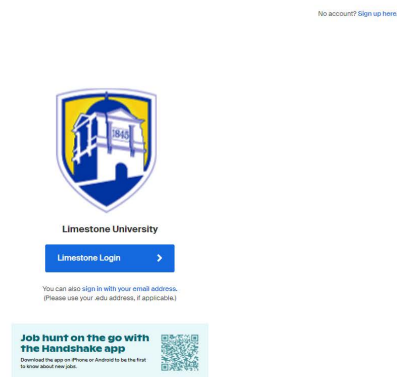 No account? Sign up here.
1845
Limestone University
Limestone Login
You can also sign in with your email address.
(Please use your .edu address, if applicable.)
Job hunt on the go with
the Handshake app
Download the app on iPhone or Android to be the first
to know about new jobs.